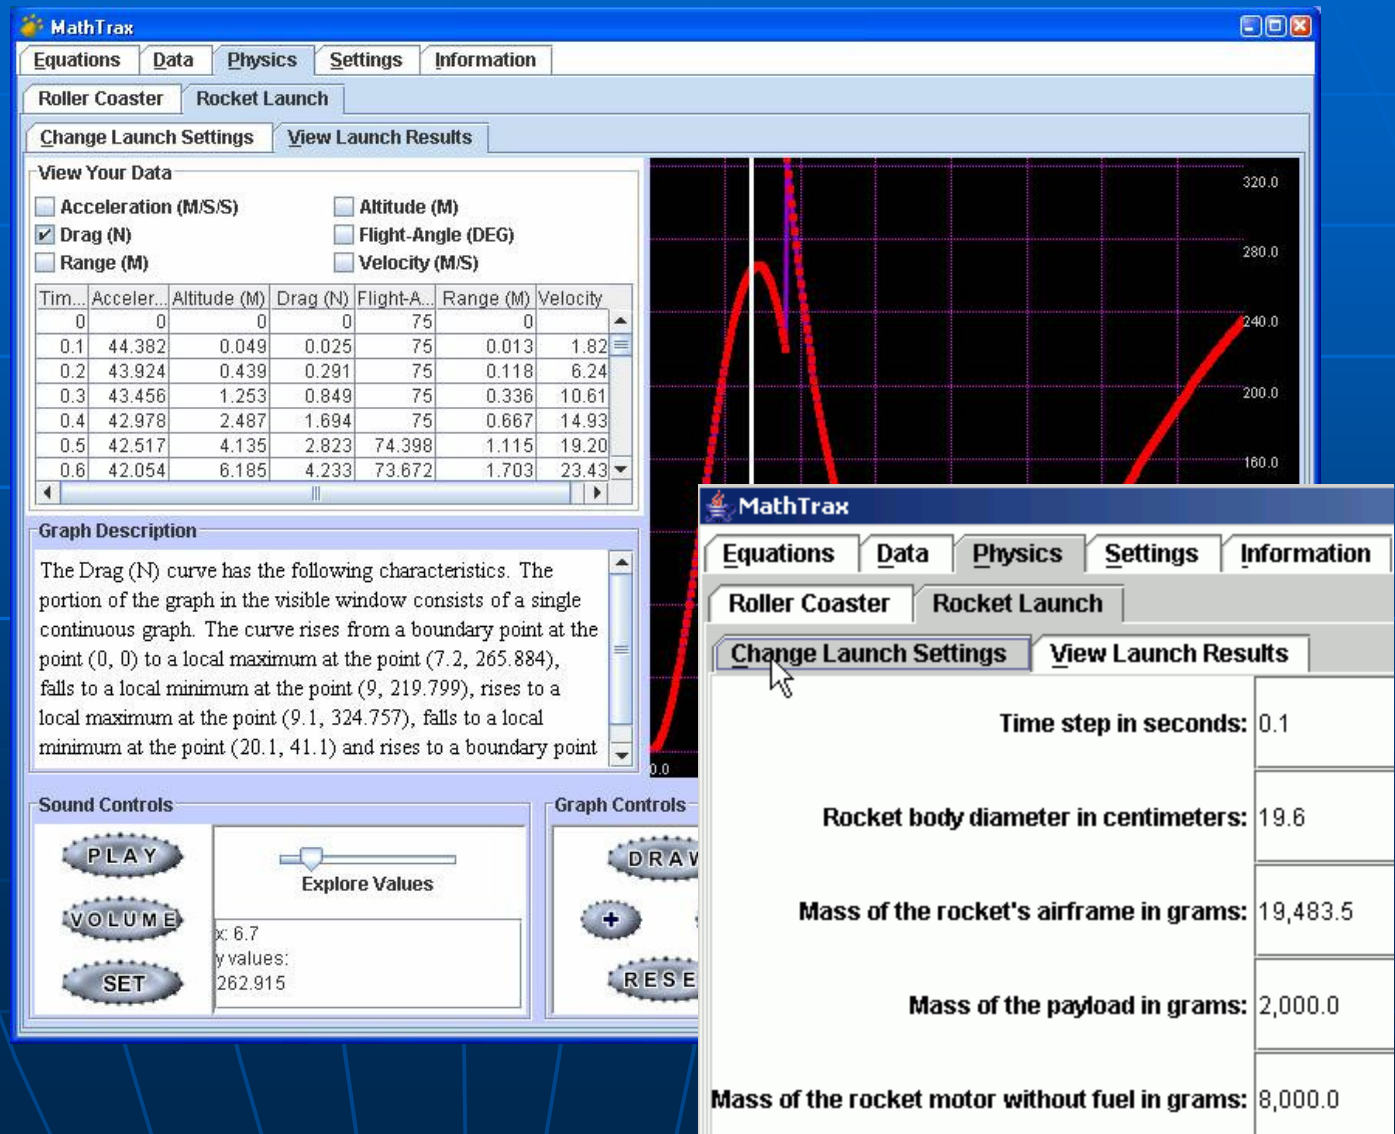 MathTrax
Equations Data Physics Settings Information
Roller Coaster Rocket Launch
Change Launch Settings View Launch Results
View Your Data
Acceleration (M/S/S) Altitude (M)
Drag (N) Flight-Angle (DEG)
Range (M) Velocity (M/S)
Tim... Acceler... Altitude (M) Drag (N) Flight-A... Range (M) Velocity
0 0 0 0 75 0
0.1 44.382 0.049 0.025 75 0.013 1.82
0.2 43.924 0.439 0.291 75 0.118 6.24
0.3 43.456 1.253 0.849 75 0.336 10.61
0.4 42.978 2.487 1.694 75 0.667 14.93
0.5 42.517 4.135 2.823 74.398 1.115 19.20
0.6 42.054 6.185 4.233 73.672 1.703 23.43
320.0
280.0
240.0
200.0
160.0
0.0
Graph Description
The Drag (N) curve has the following characteristics. The
portion of the graph in the visible window consists of a single
continuous graph. The curve rises from a boundary point at the
point (0, 0) to a local maximum at the point (7.2, 265.884),
falls to a local minimum at the point (9, 219.799), rises to a
local maximum at the point (9.1, 324.757), falls to a local
minimum at the point (20.1, 41.1) and rises to a boundary point
Sound Controls
PLAY
VOLUME
SET
Explore Values
x: 6.7
y values:
262.915
Graph Controls
DRAW
+
RESE
MathTrax
Equations Data Physics Settings Information
Roller Coaster Rocket Launch
Change Launch Settings View Launch Results
Time step in seconds: 0.1
Rocket body diameter in centimeters: 19.6
Mass of the rocket's airframe in grams: 19,483.5
Mass of the payload in grams: 2,000.0
Mass of the rocket motor without fuel in grams: 8,000.0